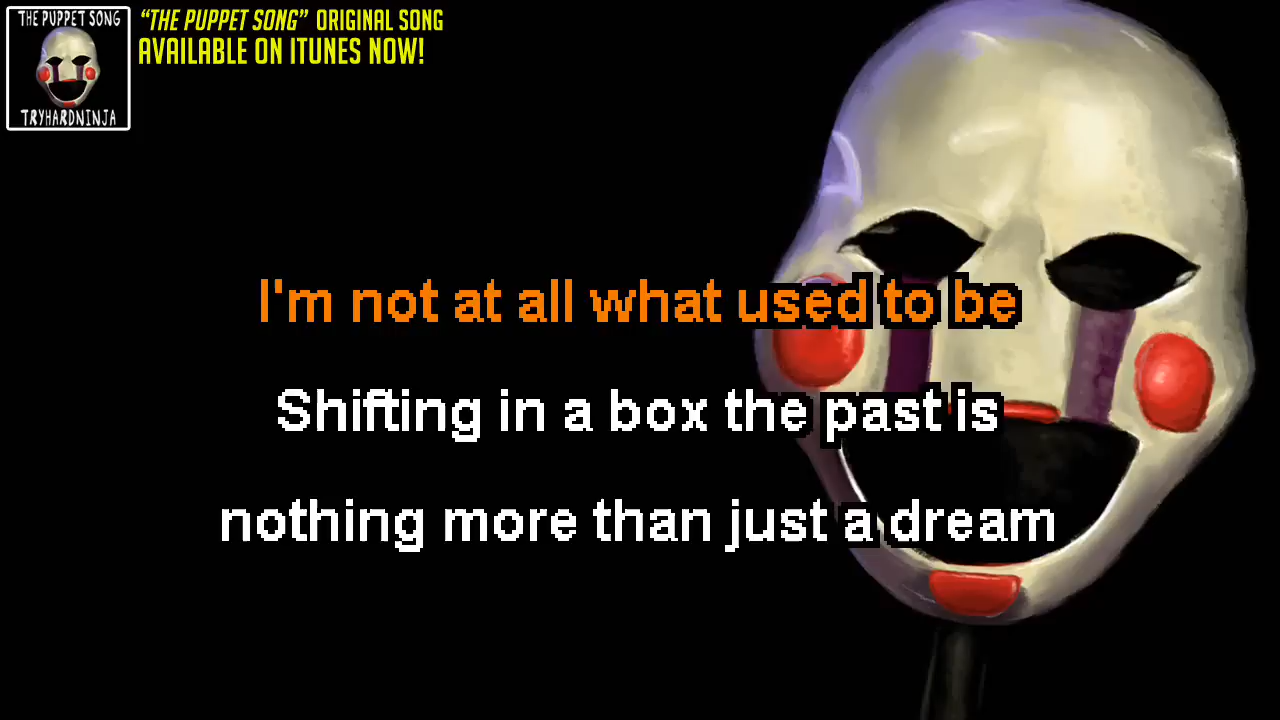 THE PUPPET SONG
TRYHARDNINJA
"THE PUPPET SONG" ORIGINAL SONG
AVAILABLE ON ITUNES NOW!
I'm not at all what used to be
Shifting in a box the past is
nothing more than just a dream